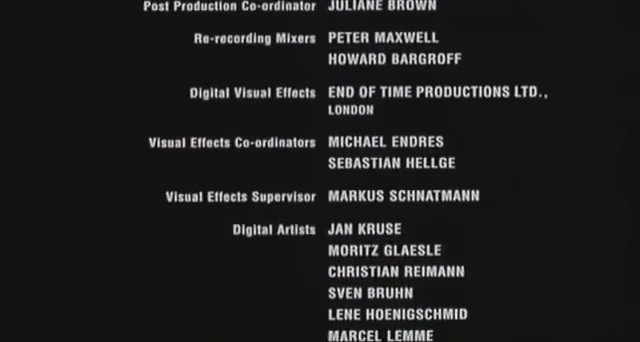 Post Production Co-ordinator JULIANE BROWN
Re-recording Mixers PETER MAXWELL
HOWARD BARGROFF
Digital Visual Effects END OF TIME PRODUCTIONS LTD.,
LONDON
Visual Effects Co-ordinators MICHAEL ENDRES
SEBASTIAN HELLGE
Visual Effects Supervisor MARKUS SCHNATMANN
Digital Artists JAN KRUSE
MORITZ GLAESLE
CHRISTIAN REIMANN
SVEN BRUHN
LENE HOENIGSCHMID
MARCEL LEMME